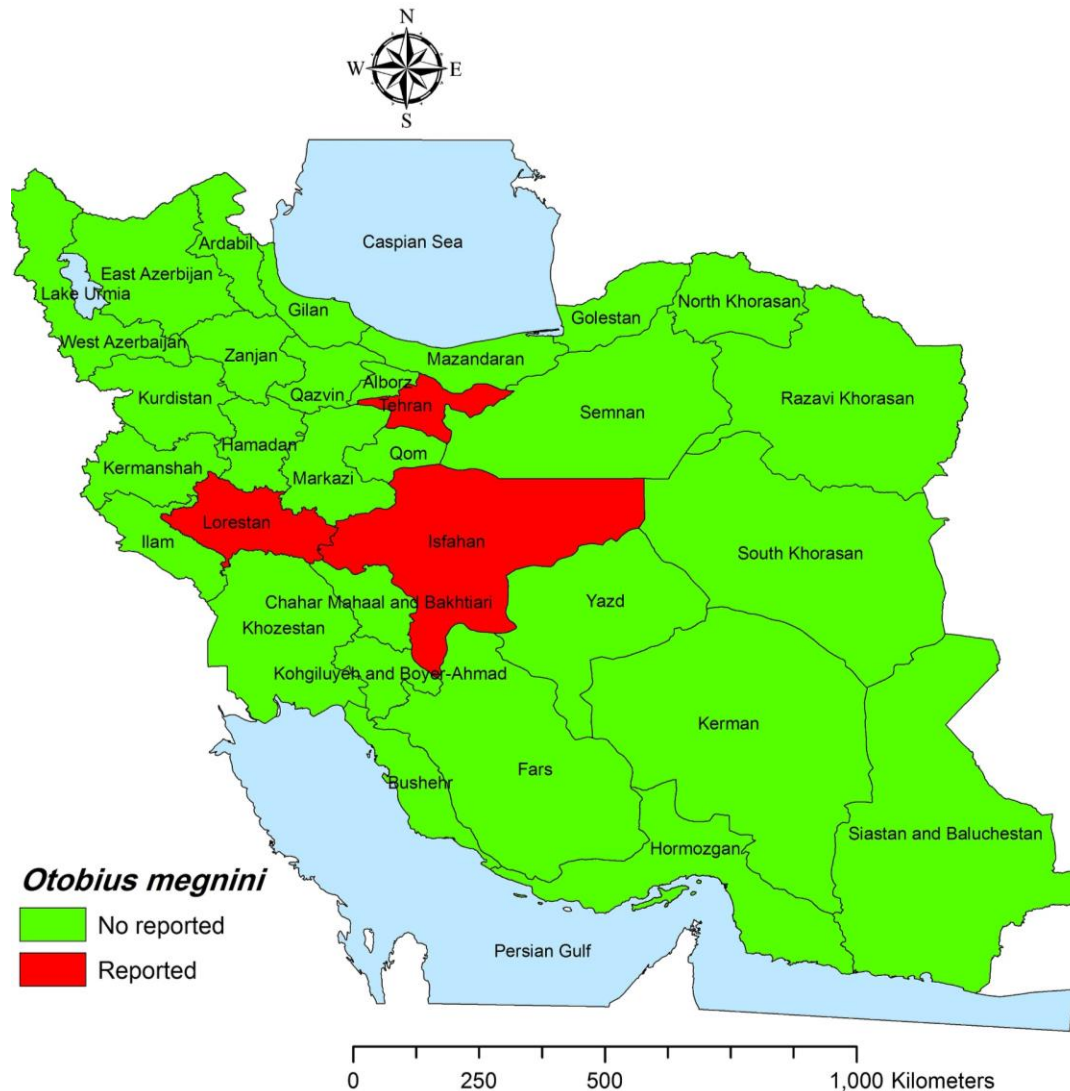 N
W E
S
Caspian Sea
Ardabil
East Azerbijan
Lake Urmia
Gilan
Golestan
North Khorasan
West Azerbaijan
Zanjan
Mazandaran
Alborz
Qazvin
Tehran
Kurdistan
Semnan
Razavi Khorasan
Hamadan
Qom
Kermanshah
Markazi
Lorestan
Ilam
Isfahan
South Khorasan
Chahar Mahaal and Bakhtiari
Yazd
Khozestan
Kohgiluyeh and Boyer-Ahmad
Kerman
Fars
Bushehr
Siastan and Baluchestan
Hormozgan
Persian Gulf
Otobius megnini
No reported
Reported
0 250 500 1,000 Kilometers